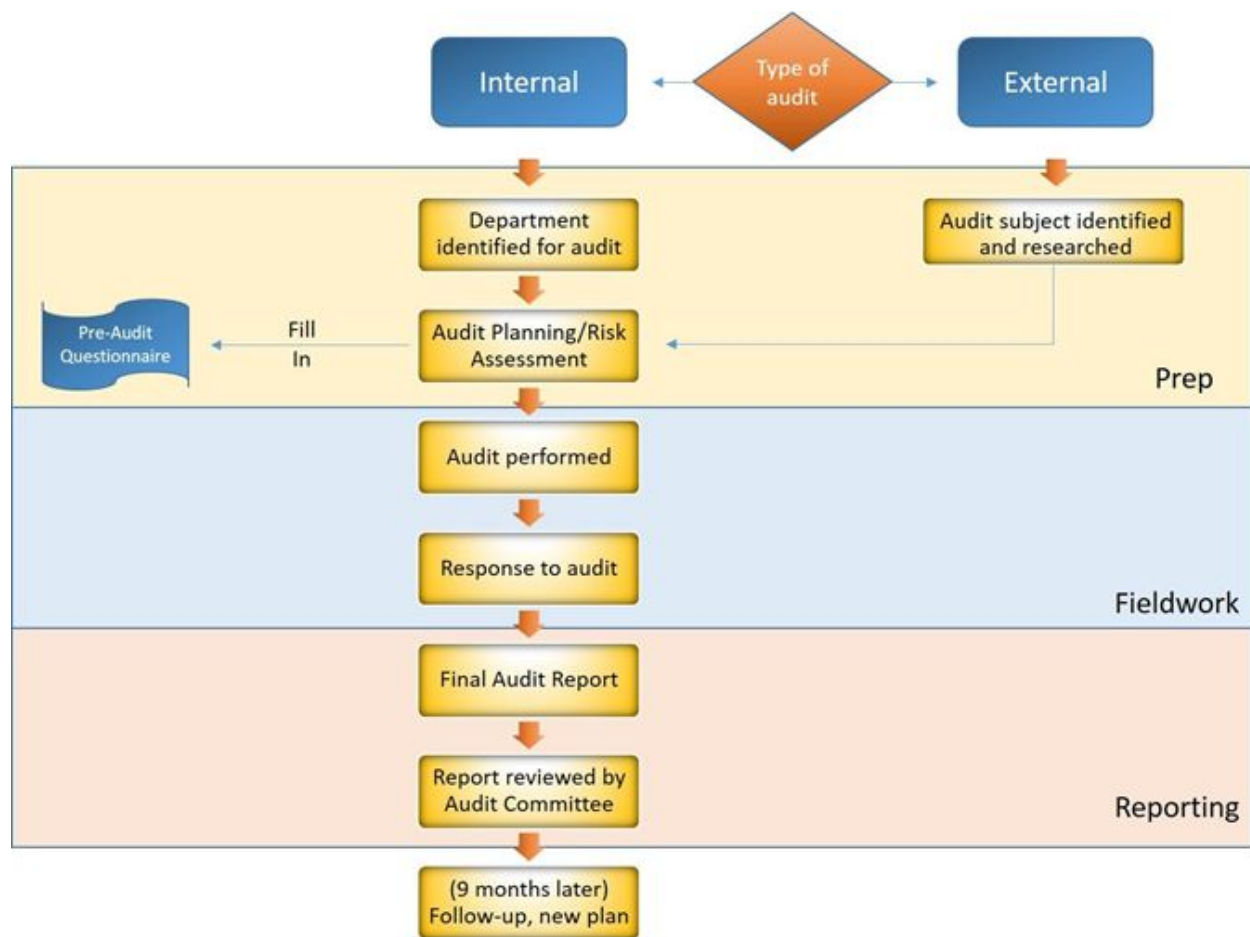 Internal
Type of
audit
External
Department
identified for audit
Audit subject identified
and researched
Pre-Audit
Questionnaire
Fill
In
Audit Planning/Risk
Assessment
Prep
Audit performed
Response to audit
Fieldwork
Final Audit Report
Report reviewed by
Audit Committee
Reporting
(9 months later)
Follow-up, new plan